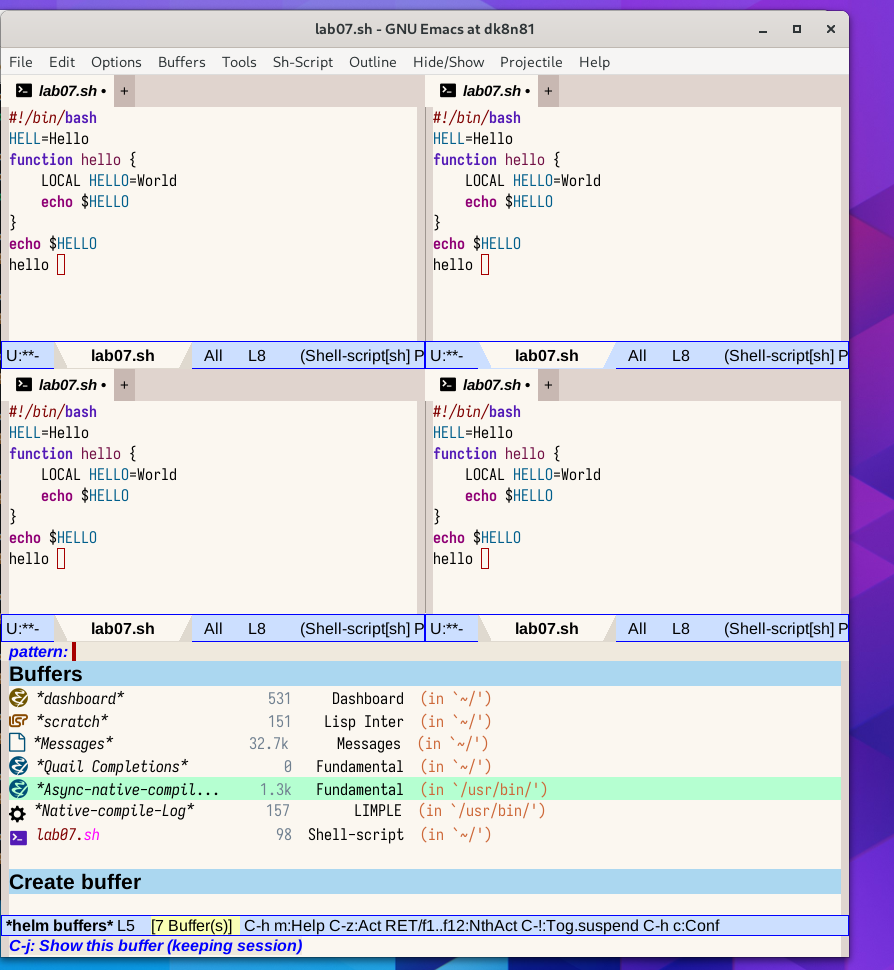 lab07.sh - GNU Emacs at dk8n81
File Edit Options Buffers Tools Sh-Script Outline Hide/Show Projectile Help
lab07.sh • +
#!/bin/bash
HELL=Hello
function hello {
    LOCAL HELLO=World
    echo $HELLO
}
echo $HELLO
hello
U:**- lab07.sh All L8 (Shell-script[sh] P
lab07.sh • +
#!/bin/bash
HELL=Hello
function hello {
    LOCAL HELLO=World
    echo $HELLO
}
echo $HELLO
hello
U:**- lab07.sh All L8 (Shell-script[sh] P
lab07.sh • +
#!/bin/bash
HELL=Hello
function hello {
    LOCAL HELLO=World
    echo $HELLO
}
echo $HELLO
hello
U:**- lab07.sh All L8 (Shell-script[sh] P
lab07.sh • +
#!/bin/bash
HELL=Hello
function hello {
    LOCAL HELLO=World
    echo $HELLO
}
echo $HELLO
hello
U:**- lab07.sh All L8 (Shell-script[sh] P
pattern:
Buffers
*dashboard* 531 Dashboard (in `~/')
*scratch* 151 Lisp Inter (in `~/')
*Messages* 32.7k Messages (in `~/')
*Quail Completions* 0 Fundamental (in `~/')
*Async-native-compil... 1.3k Fundamental (in `/usr/bin/')
*Native-compile-Log* 157 LIMPLE (in `/usr/bin/')
lab07.sh 98 Shell-script (in `~/')
Create buffer
*helm buffers* L5 [7 Buffer(s)] C-h m:Help C-z:Act RET/f1..f12:NthAct C-!:Tog.suspend C-h c:Conf
C-j: Show this buffer (keeping session)